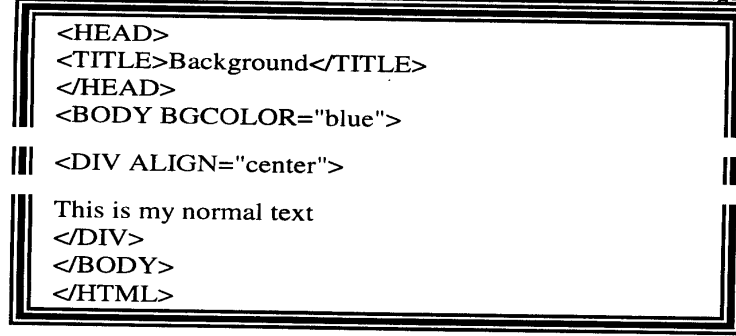 <HEAD>
<TITLE>Background</TITLE>
</HEAD>
<BODY BGCOLOR="blue">
<DIV ALIGN="center">
This is my normal text
</DIV>
</BODY>
</HTML>